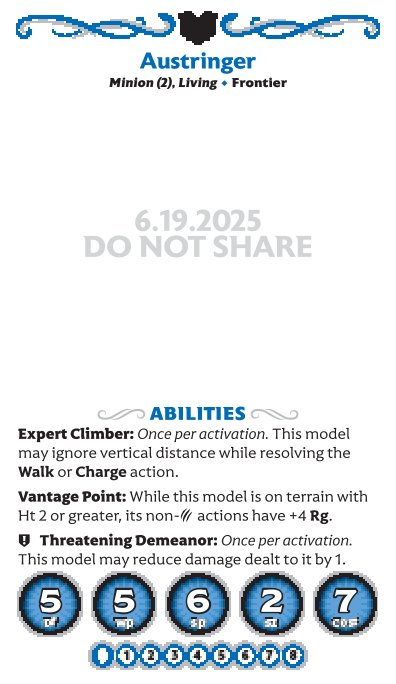 Austringer
Minion (2), Living ♦ Frontier
6.19.2025
DO NOT SHARE
ABILITIES
Expert Climber: Once per activation. This model
may ignore vertical distance while resolving the
Walk or Charge action.
Vantage Point: While this model is on terrain with
Ht 2 or greater, its non- actions have +4 Rg.
Threatening Demeanor: Once per activation.
This model may reduce damage dealt to it by 1.
5 5 6 2 7
Df Wp Sp Sz Cost
1 2 3 4 5 6 7 8